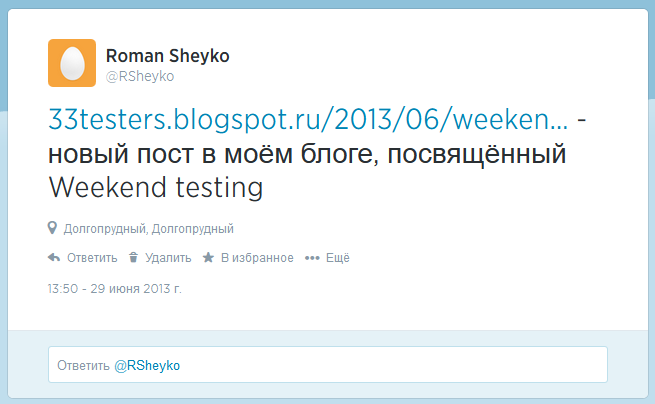 Roman Sheyko
@RSheyko
33testers.blogspot.ru/2013/06/weeken... -
новый пост в моём блоге, посвящённый
Weekend testing
Долгопрудный, Долгопрудный
Ответить Удалить В избранное Ещё
13:50 - 29 июня 2013 г.
Ответить @RSheyko